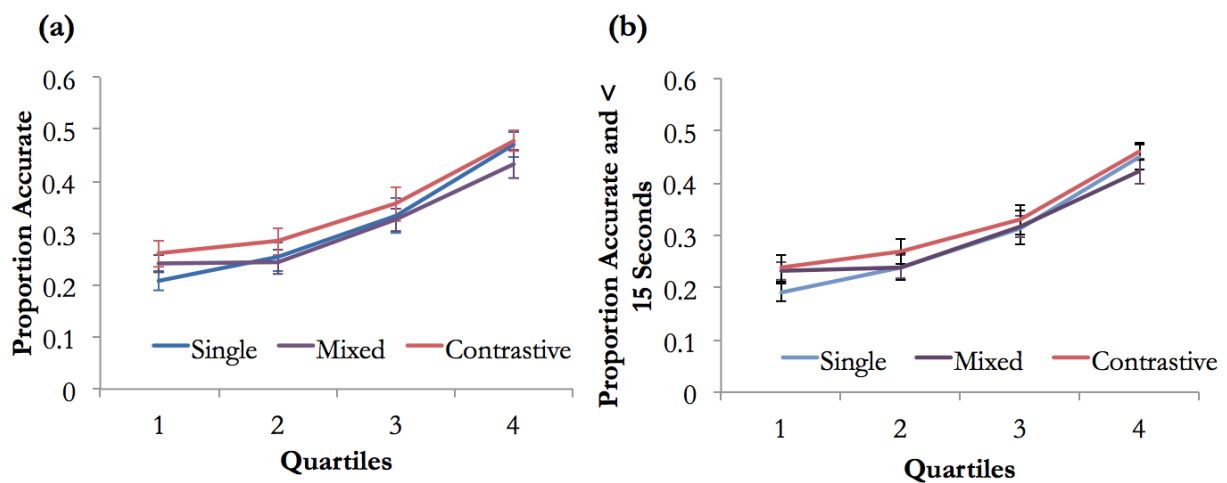 (a)
Proportion Accurate
0.6
0.5
0.4
0.3
0.2
0.1
0
Single Mixed Contrastive
1 2 3 4
Quartiles
(b)
Proportion Accurate and <
15 Seconds
0.6
0.5
0.4
0.3
0.2
0.1
0
Single Mixed Contrastive
1 2 3 4
Quartiles